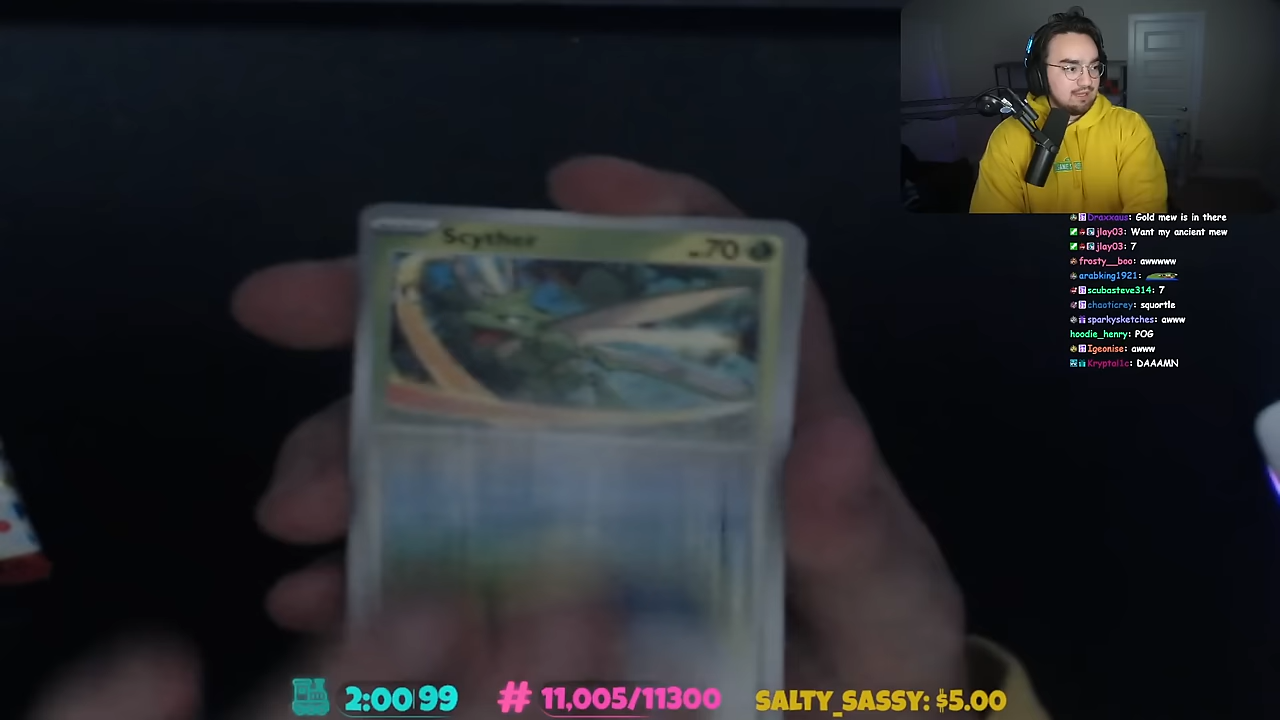 Scyther
70
Draxxaus: Gold mew is in there
jlay03: Want my ancient mew
jlay03: 7
frosty__boo: awwwww
arabking1921:
scubasteve314: 7
chaoticrey: squortle
sparkysketches: awww
hoodie_henry: POG
Igeonise: awww
Kryptal1c: DAAAMN
2:00|99
# 11,005/11300
SALTY_SASSY: $5.00